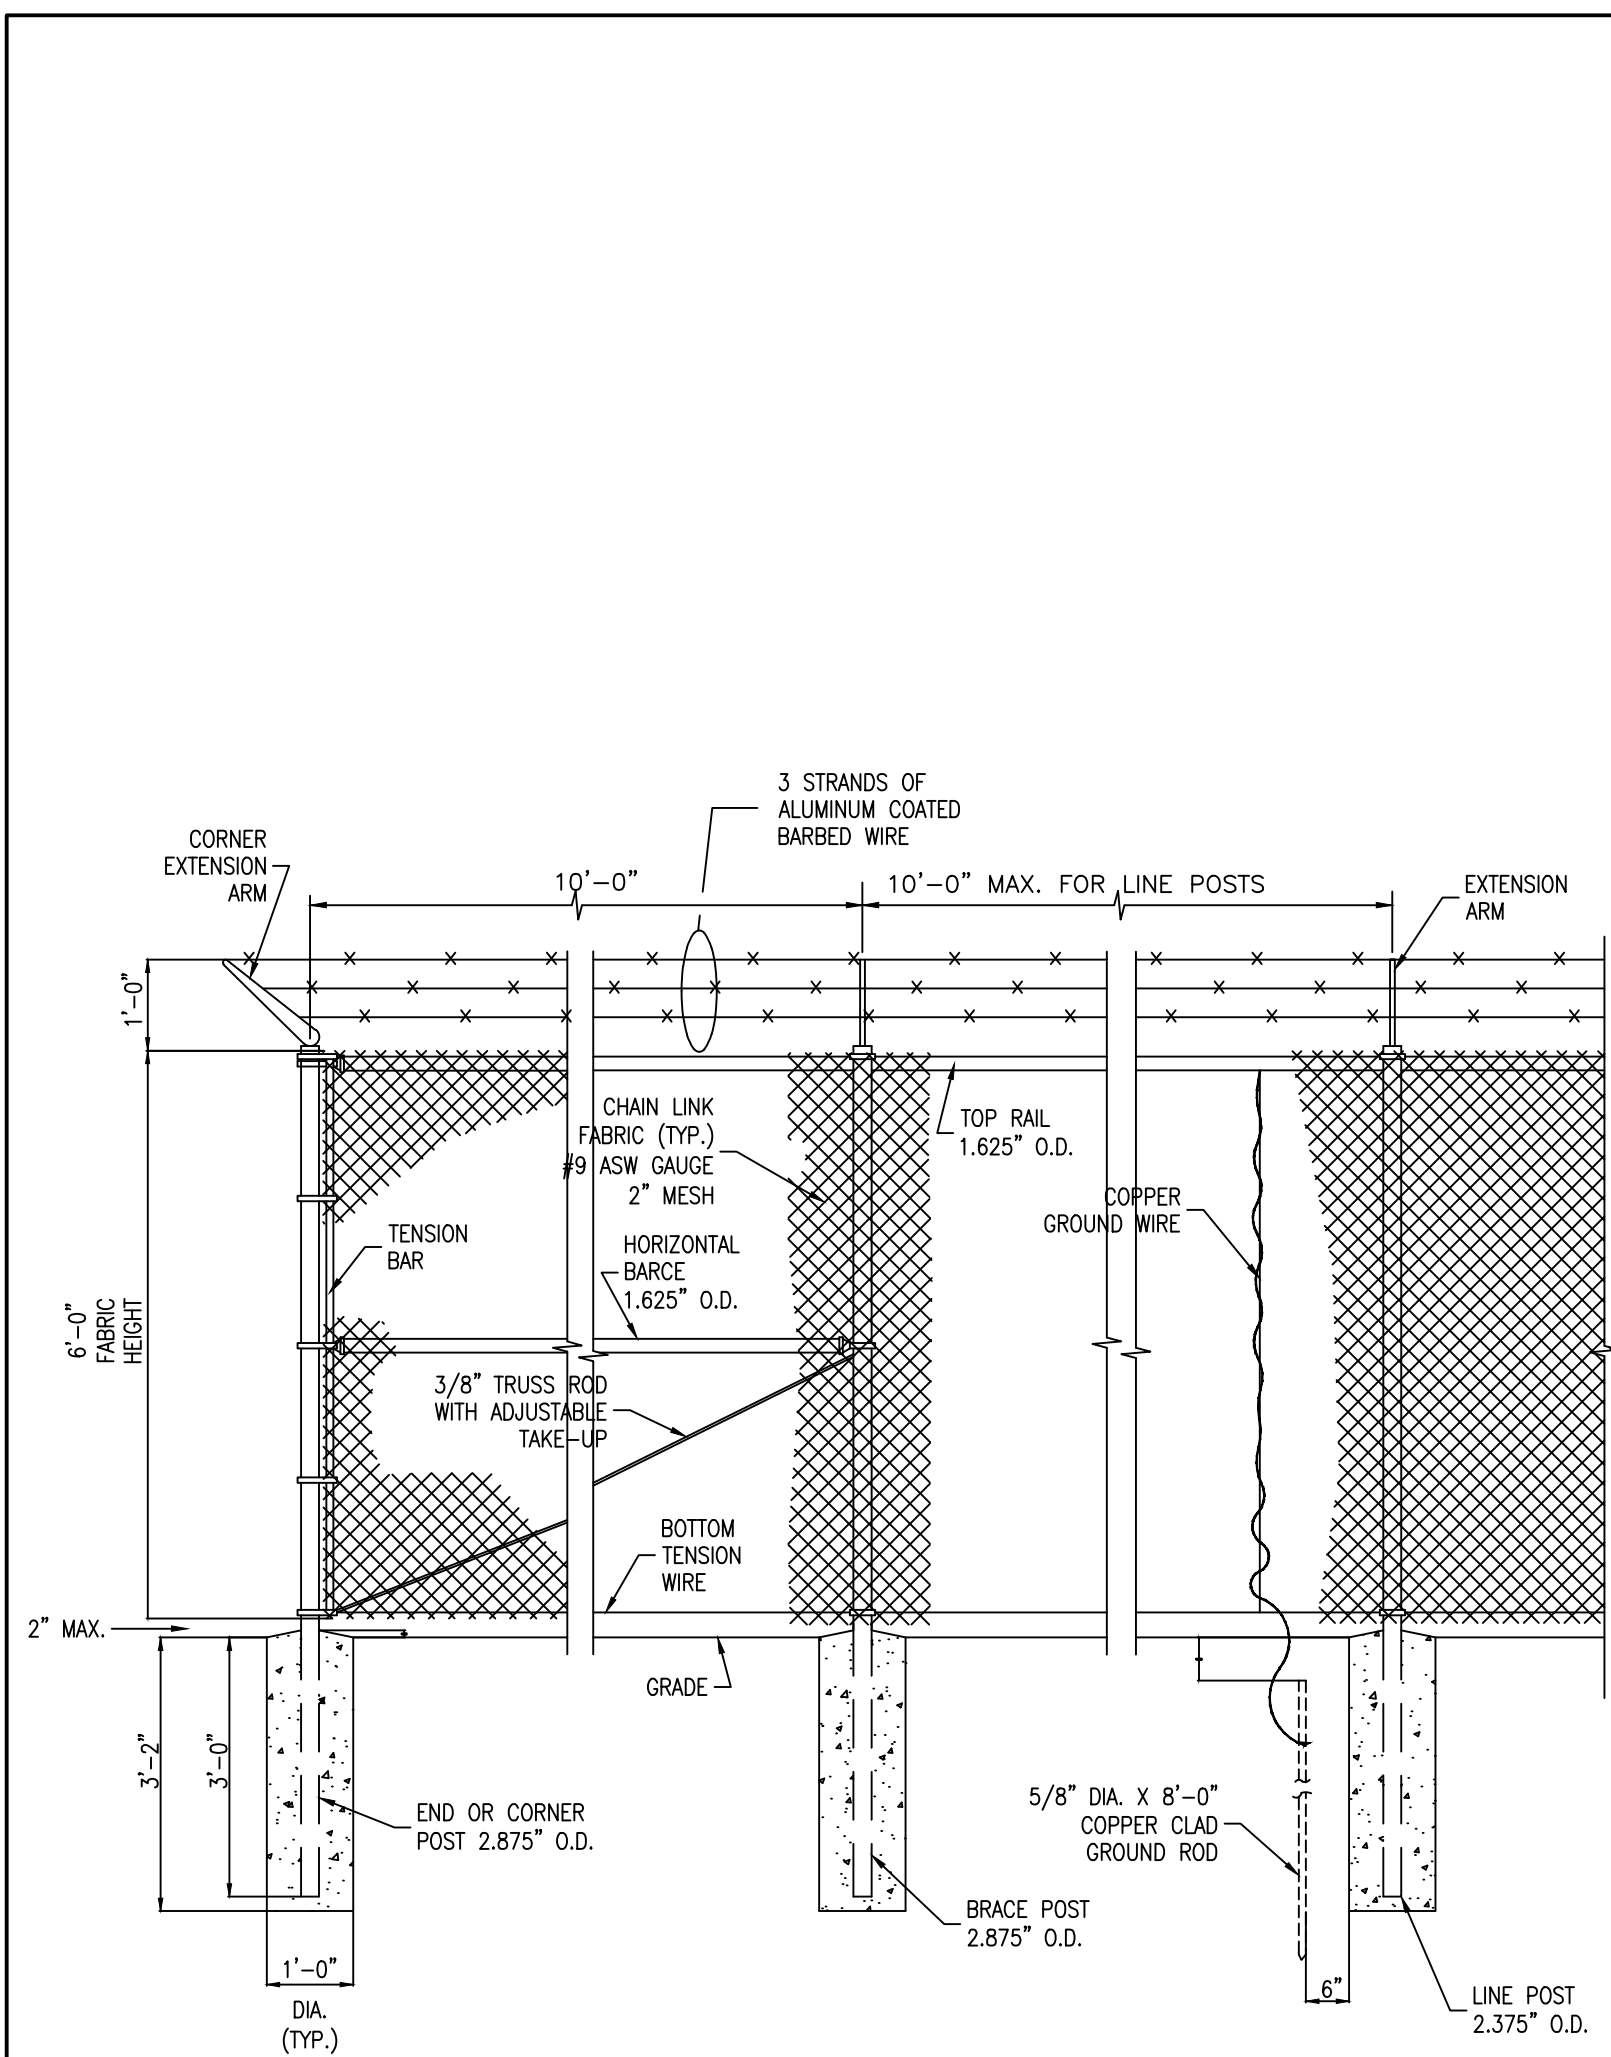 3 STRANDS OF
ALUMINUM COATED
BARBED WIRE
CORNER
EXTENSION
ARM
10'-0"
10'-0" MAX. FOR LINE POSTS
EXTENSION
ARM
1'-0"
CHAIN LINK
FABRIC (TYP.)
#9 ASW GAUGE
2" MESH
TOP RAIL
1.625" O.D.
COPPER
GROUND WIRE
TENSION
BAR
HORIZONTAL
BARCE
1.625" O.D.
6'-0"
FABRIC
HEIGHT
3/8" TRUSS ROD
WITH ADJUSTABLE
TAKE-UP
BOTTOM
TENSION
WIRE
2" MAX.
GRADE
3'-2"
3'-0"
END OR CORNER
POST 2.875" O.D.
5/8" DIA. X 8'-0"
COPPER CLAD
GROUND ROD
BRACE POST
2.875" O.D.
1'-0"
DIA.
(TYP.)
6"
LINE POST
2.375" O.D.